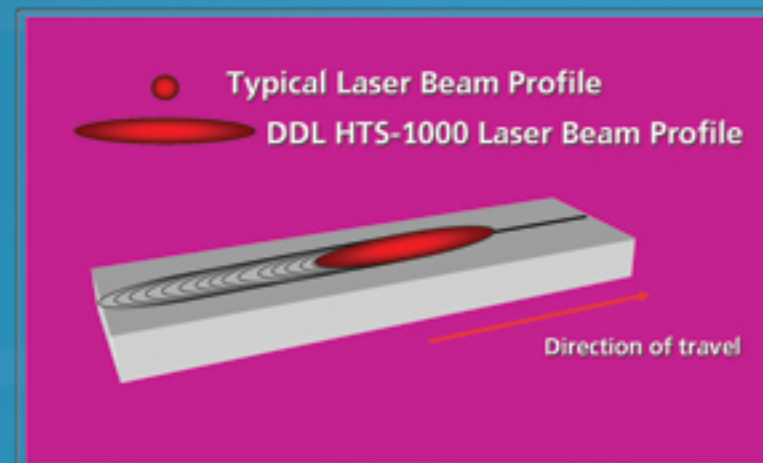 Typical Laser Beam Profile
DDL HTS-1000 Laser Beam Profile
Direction of travel